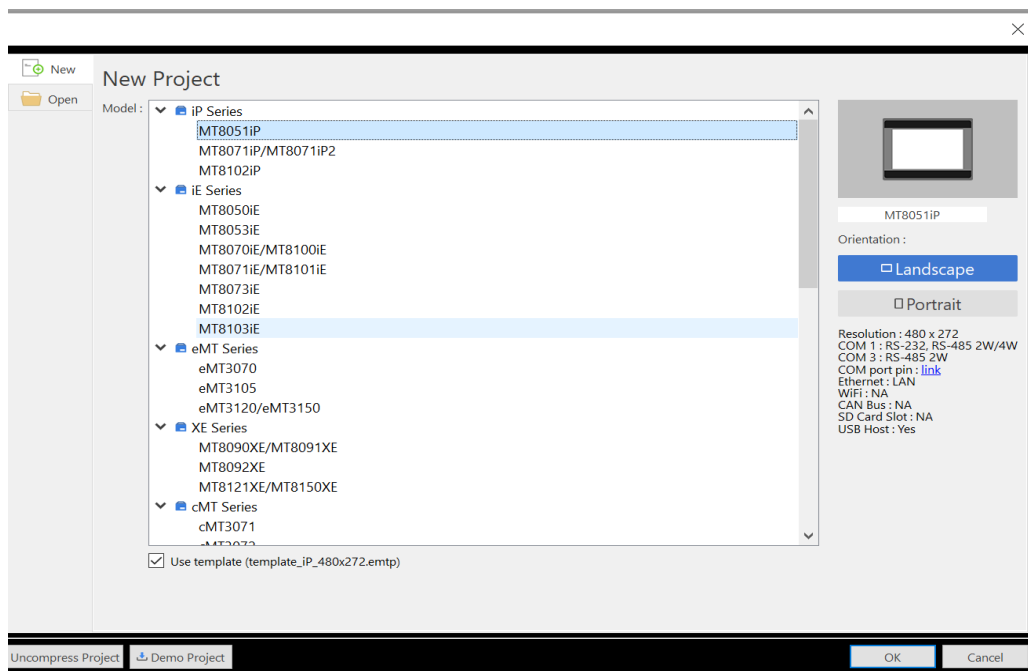 New
Open
New Project
Model :
iP Series
MT8051iP
MT8071iP/MT8071iP2
MT8102iP
iE Series
MT8050iE
MT8053iE
MT8070iE/MT8100iE
MT8071iE/MT8101iE
MT8073iE
MT8102iE
MT8103iE
eMT Series
eMT3070
eMT3105
eMT3120/eMT3150
XE Series
MT8090XE/MT8091XE
MT8092XE
MT8121XE/MT8150XE
cMT Series
cMT3071
cMT3072
Use template (template_iP_480x272.emtp)
MT8051iP
Orientation :
Landscape
Portrait
Resolution : 480 x 272
COM 1 : RS-232, RS-485 2W/4W
COM 3 : RS-485 2W
COM port pin : link
Ethernet : LAN
WiFi : NA
CAN Bus : NA
SD Card Slot : NA
USB Host : Yes
Uncompress Project
Demo Project
OK
Cancel